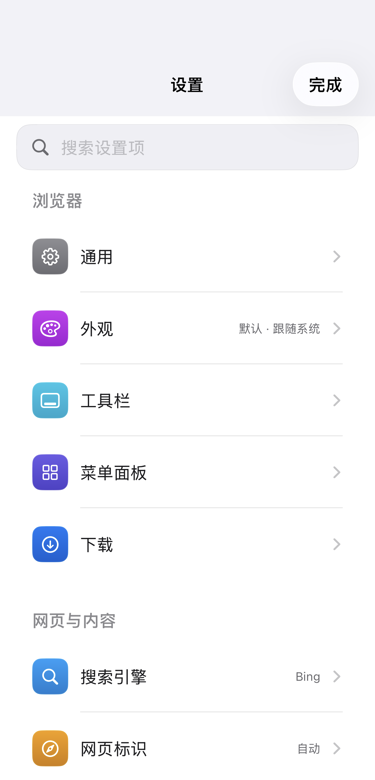 设置
完成
搜索设置项
浏览器
通用
外观 默认 · 跟随系统
工具栏
菜单面板
下载
网页与内容
搜索引擎 Bing
网页标识 自动